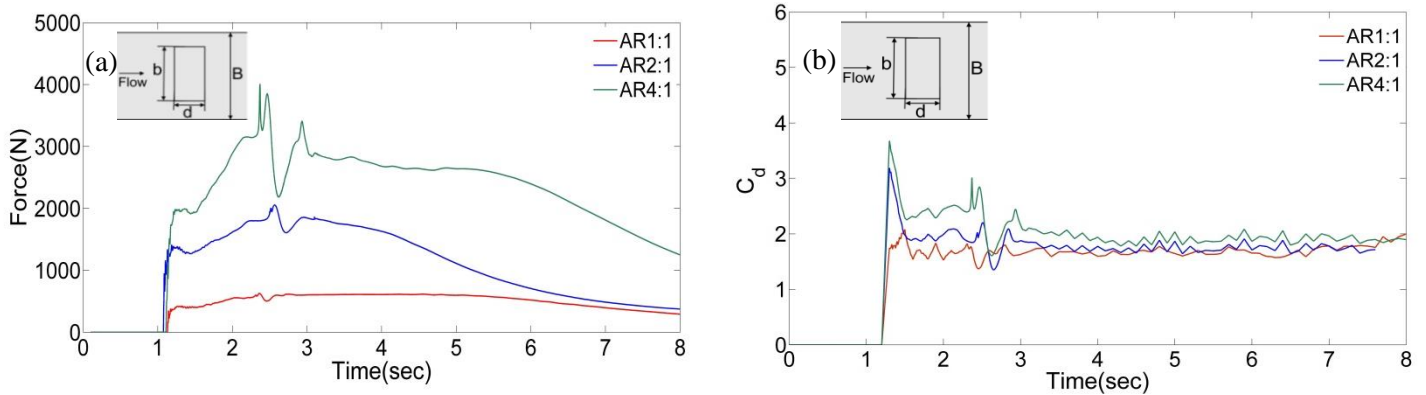 (a)
Force(N)
5000
4000
3000
2000
1000
0
b
B
Flow
d
AR1:1
AR2:1
AR4:1
0 1 2 3 4 5 6 7 8
Time(sec)
(b)
C_d
6
5
4
3
2
1
0
b
B
Flow
d
AR1:1
AR2:1
AR4:1
0 1 2 3 4 5 6 7 8
Time(sec)